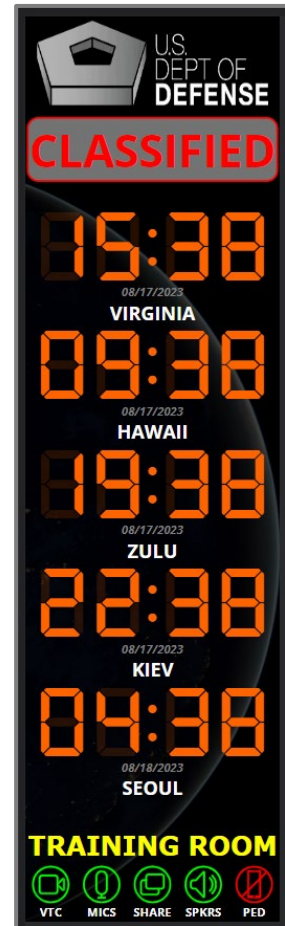 U.S.
DEPT OF
DEFENSE
CLASSIFIED
15:38
08/17/2023
VIRGINIA
09:38
08/17/2023
HAWAII
19:38
08/17/2023
ZULU
22:38
08/17/2023
KIEV
04:38
08/18/2023
SEOUL
TRAINING ROOM
VTC MICS SHARE SPKRS PED